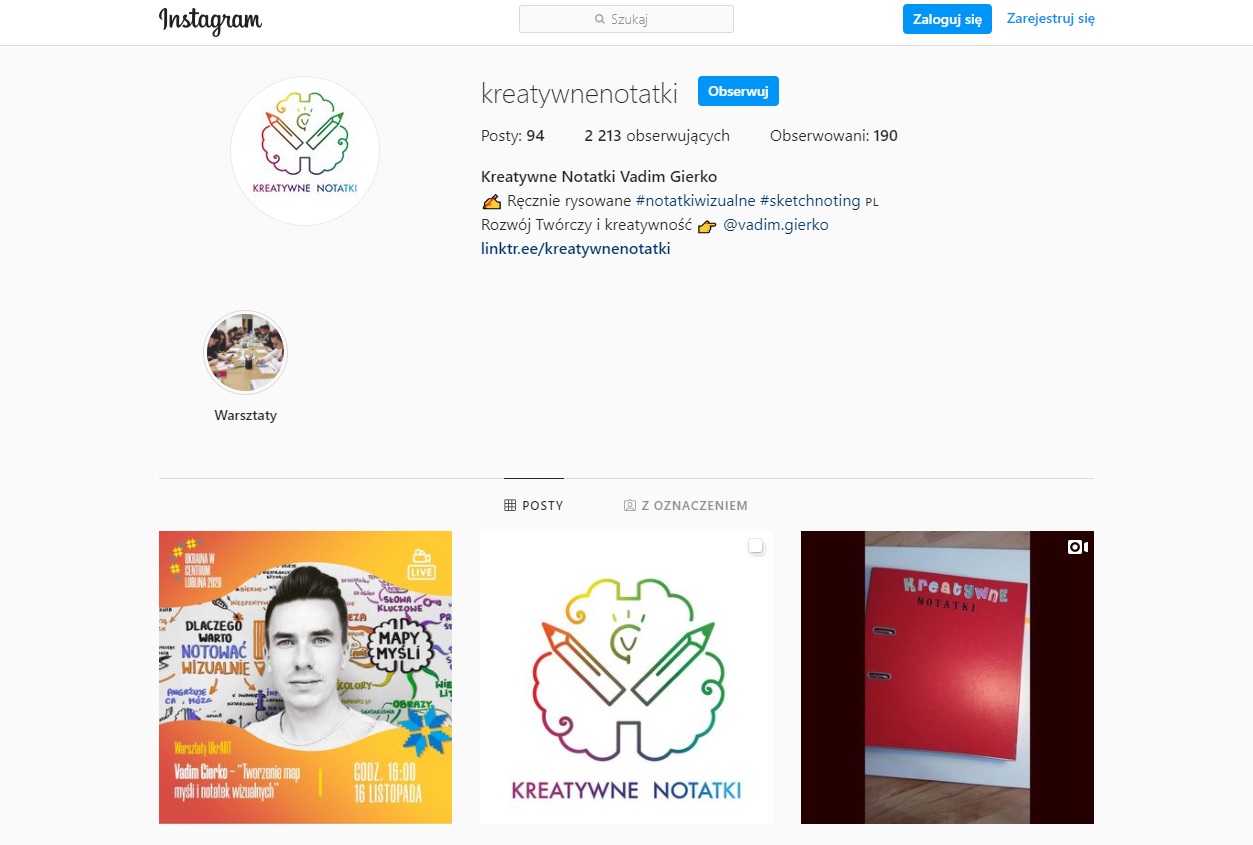 Instagram
Szukaj
Zaloguj się
Zarejestruj się
KREATYWNE NOTATKI
kreatywnenotatki
Obserwuj
Posty: 94
2 213 obserwujących
Obserwowani: 190
Kreatywne Notatki Vadim Gierko
✍ Ręcznie rysowane #notatkiwizualne #sketchnoting PL
Rozwój Twórczy i kreatywność 👉 @vadim.gierko
linktr.ee/kreatywnenotatki
Warsztaty
POSTY
Z OZNACZENIEM
UKRAINA W
CENTRUM
LUBLINA 2020
LIVE
DLACZEGO
WARTO
NOTOWAĆ
WIZUALNIE
SŁOWA
KLUCZOWE
MAPY
MYŚLI
KOLORY
OBRAZY
ANGAŻUJE
Warsztaty UkrART
Vadim Gierko – "Tworzenie map
myśli i notatek wizualnych"
GODZ. 16:00
16 LISTOPADA
KREATYWNE NOTATKI
Kreatywne
NOTATKI